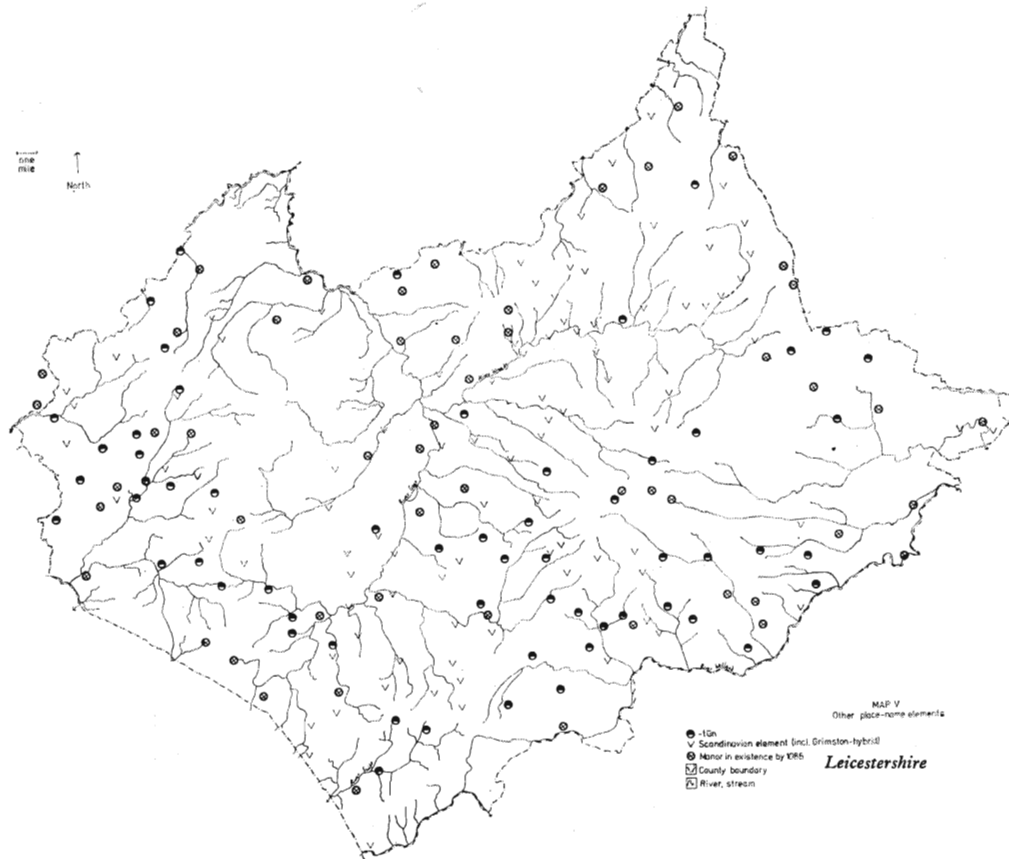 one
mile
North
MAP V
Other place-name elements
-tūn
Scandinavian element (incl. Grimston-hybrid)
Manor in existence by 1086
County boundary
River, stream
Leicestershire